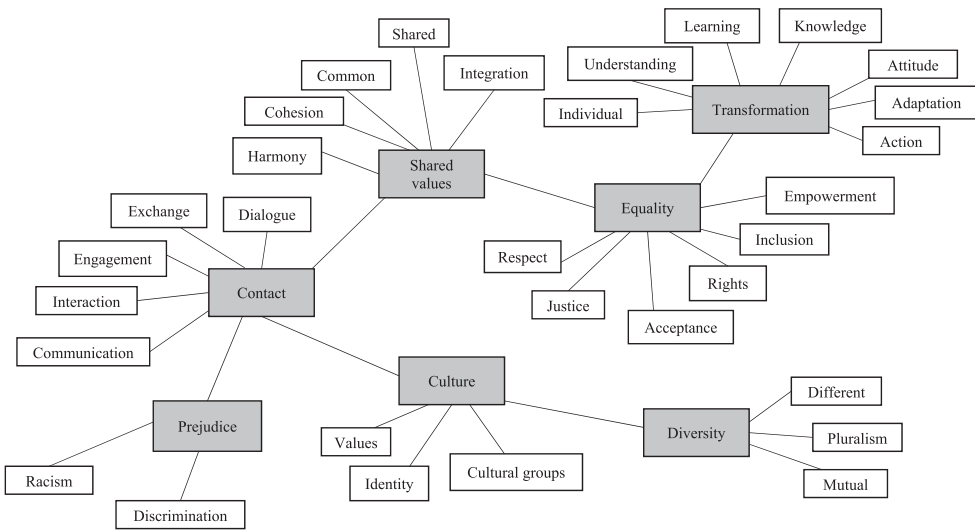 Shared
Learning
Knowledge
Common
Integration
Understanding
Attitude
Cohesion
Individual
Transformation
Adaptation
Harmony
Shared
values
Action
Exchange
Dialogue
Equality
Empowerment
Engagement
Respect
Inclusion
Interaction
Contact
Justice
Rights
Communication
Acceptance
Culture
Different
Prejudice
Values
Diversity
Pluralism
Racism
Identity
Cultural groups
Mutual
Discrimination